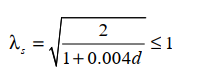 λₛ = √(2 / (1 + 0.004d)) ≤ 1